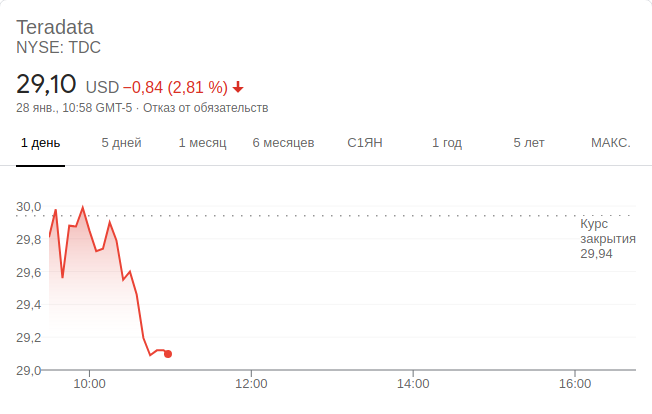 Teradata
NYSE: TDC
29,10 USD −0,84 (2,81 %)
28 янв., 10:58 GMT-5 · Отказ от обязательств
1 день 5 дней 1 месяц 6 месяцев С1ЯН 1 год 5 лет МАКС.
30,0
Курс
закрытия
29,94
29,8
29,6
29,4
29,2
29,0
10:00 12:00 14:00 16:00